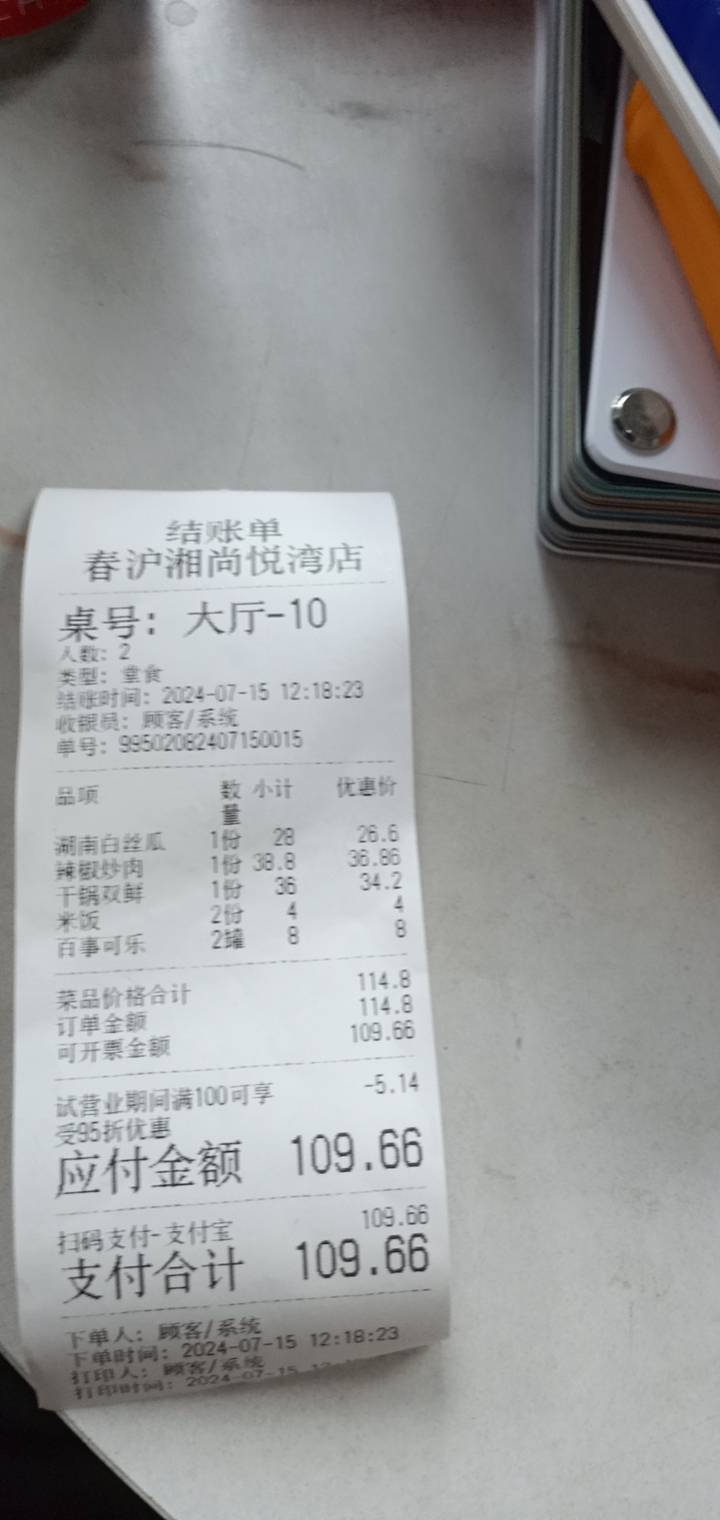 结账单
春沪湘尚悦湾店
桌号: 大厅-10
人数: 2
类型: 堂食
结账时间: 2024-07-15 12:18:23
收银员: 顾客/系统
单号: 99502082407150015
品项 数量 小计 优惠价
湖南白丝瓜 1份 28 26.6
辣椒炒肉 1份 38.8 36.86
干锅双鲜 1份 36 34.2
米饭 2份 4 4
百事可乐 2罐 8 8
菜品价格合计 114.8
订单金额 114.8
可开票金额 109.66
试营业期间满100可享 -5.14
受95折优惠
应付金额 109.66
扫码支付-支付宝 109.66
支付合计 109.66
下单人: 顾客/系统
下单时间: 2024-07-15 12:18:23
打印人: 顾客/系统
打印时间: 2024-07-15